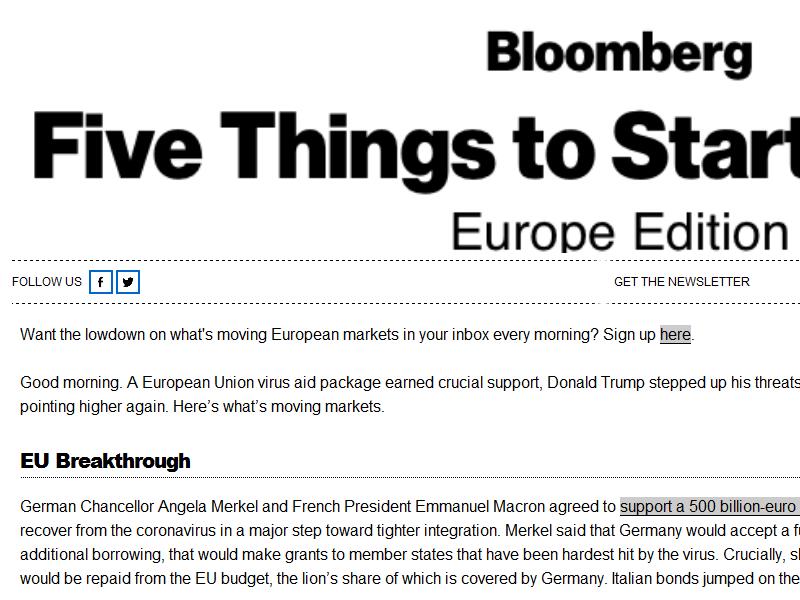 Bloomberg
Five Things to Start
Europe Edition
FOLLOW US
GET THE NEWSLETTER
Want the lowdown on what's moving European markets in your inbox every morning? Sign up here.
Good morning. A European Union virus aid package earned crucial support, Donald Trump stepped up his threats
pointing higher again. Here’s what’s moving markets.
EU Breakthrough
German Chancellor Angela Merkel and French President Emmanuel Macron agreed to support a 500 billion-euro
recover from the coronavirus in a major step toward tighter integration. Merkel said that Germany would accept a
additional borrowing, that would make grants to member states that have been hardest hit by the virus. Crucially,
would be repaid from the EU budget, the lion’s share of which is covered by Germany. Italian bonds jumped on the